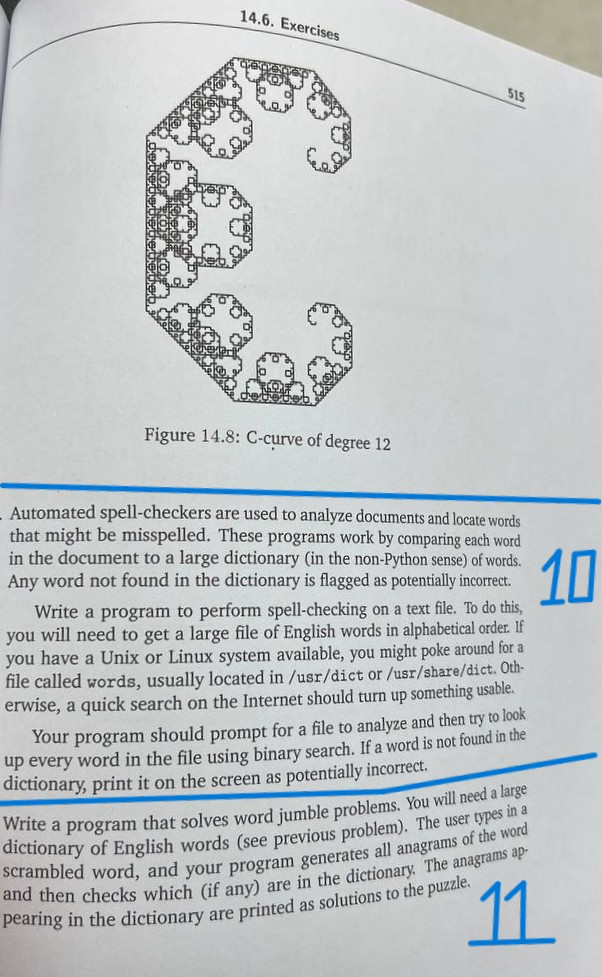 14.6. Exercises
515
Figure 14.8: C-curve of degree 12
. Automated spell-checkers are used to analyze documents and locate words
that might be misspelled. These programs work by comparing each word
in the document to a large dictionary (in the non-Python sense) of words.
Any word not found in the dictionary is flagged as potentially incorrect.
10
Write a program to perform spell-checking on a text file. To do this,
you will need to get a large file of English words in alphabetical order. If
you have a Unix or Linux system available, you might poke around for a
file called words, usually located in /usr/dict or /usr/share/dict. Oth-
erwise, a quick search on the Internet should turn up something usable.
Your program should prompt for a file to analyze and then try to look
up every word in the file using binary search. If a word is not found in the
dictionary, print it on the screen as potentially incorrect.
Write a program that solves word jumble problems. You will need a large
dictionary of English words (see previous problem). The user types in a
scrambled word, and your program generates all anagrams of the word
and then checks which (if any) are in the dictionary. The anagrams ap-
pearing in the dictionary are printed as solutions to the puzzle.
11